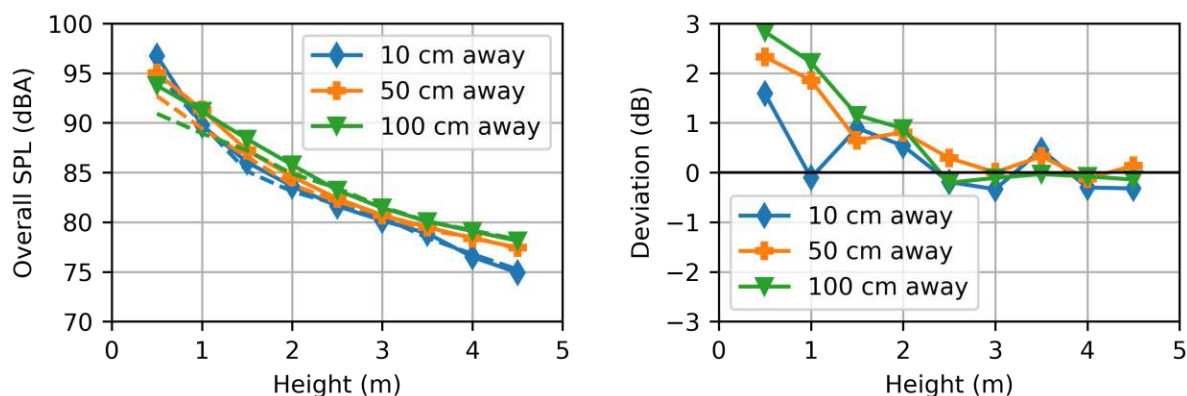 Overall SPL (dBA)
100
95
90
85
80
75
70
10 cm away
50 cm away
100 cm away
0 1 2 3 4 5
Height (m)
Deviation (dB)
3
2
1
0
−1
−2
−3
10 cm away
50 cm away
100 cm away
0 1 2 3 4 5
Height (m)